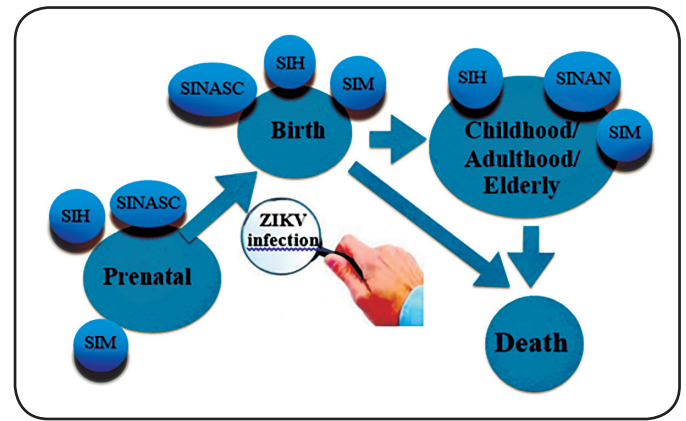 SINASC
SIH
SIM
Birth
SIH
SINAN
SIM
Childhood/
Adulthood/
Elderly
SIH
SINASC
Prenatal
SIM
ZIKV
infection
Death